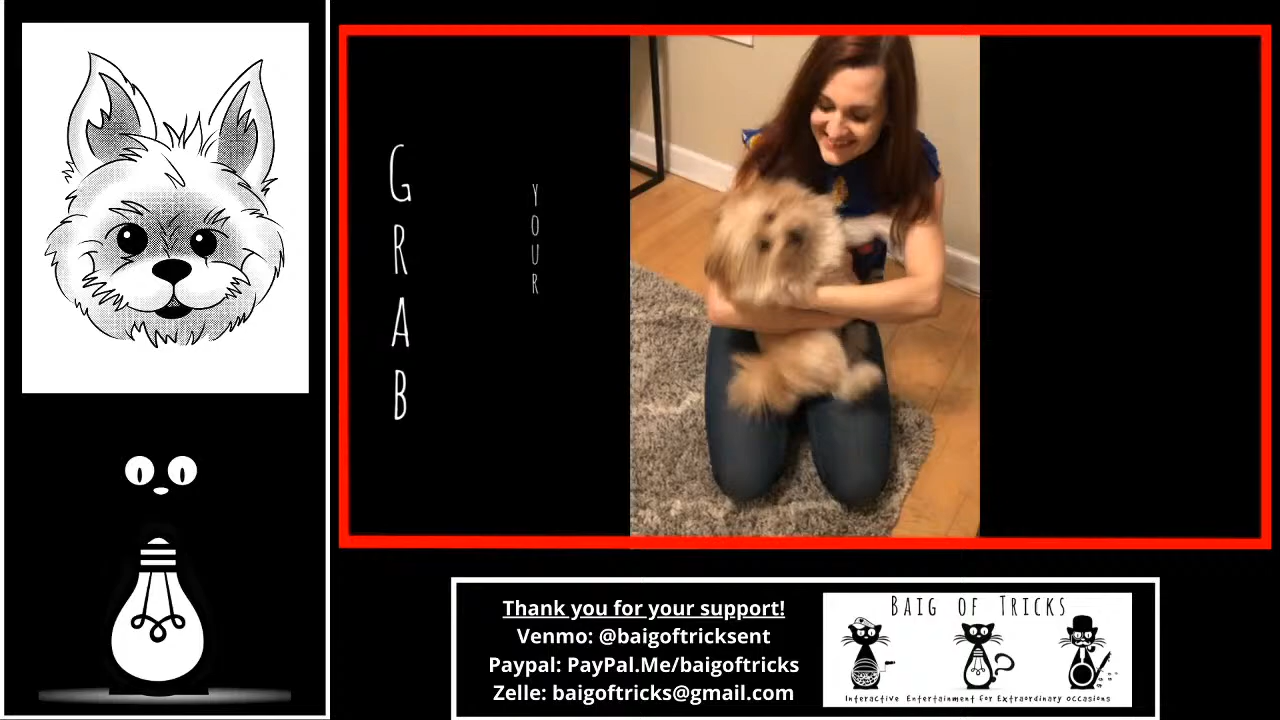 GRAB
YOUR
Thank you for your support!
Venmo: @baigoftricksent
Paypal: PayPal.Me/baigoftricks
Zelle: baigoftricks@gmail.com
BAIG OF TRICKS
Interactive Entertainment for Extraordinary occasions